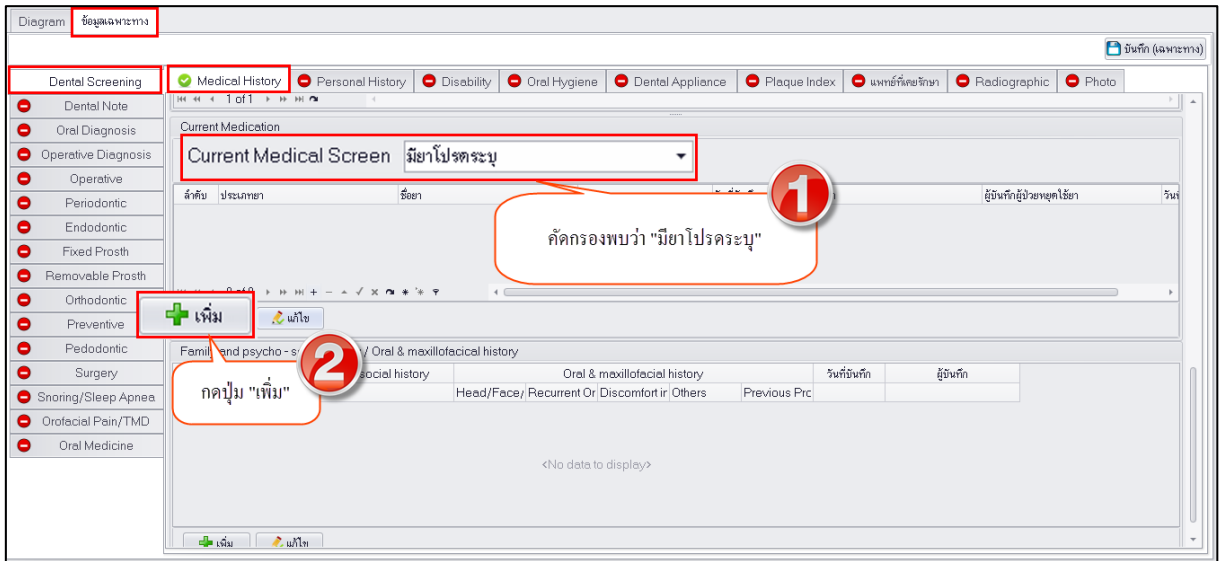 Diagram ข้อมูลเฉพาะทาง
บันทึก (เฉพาะทาง)
Dental Screening
Dental Note
Oral Diagnosis
Operative Diagnosis
Operative
Periodontic
Endodontic
Fixed Prosth
Removable Prosth
Orthodontic
Preventive
Pedodontic
Surgery
Snoring/Sleep Apnea
Orofacial Pain/TMD
Oral Medicine
Medical History Personal History Disability Oral Hygiene Dental Appliance Plaque Index แพทย์ที่เคยรักษา Radiographic Photo
1 of 1
Current Medication
Current Medical Screen มียาโปรดระบุ
ลำดับ ประเภทยา ชื่อยา ผู้บันทึกผู้ป่วยหยุดใช้ยา วันที่
1
คัดกรองพบว่า "มียาโปรดระบุ"
เพิ่ม แก้ไข
2
กดปุ่ม "เพิ่ม"
Family and psycho - s / Oral & maxillofacical history
social history Oral & maxillofacial history วันที่บันทึก ผู้บันทึก
Head/Face/ Recurrent Or Discomfort ir Others Previous Prc
<No data to display>
เพิ่ม แก้ไข